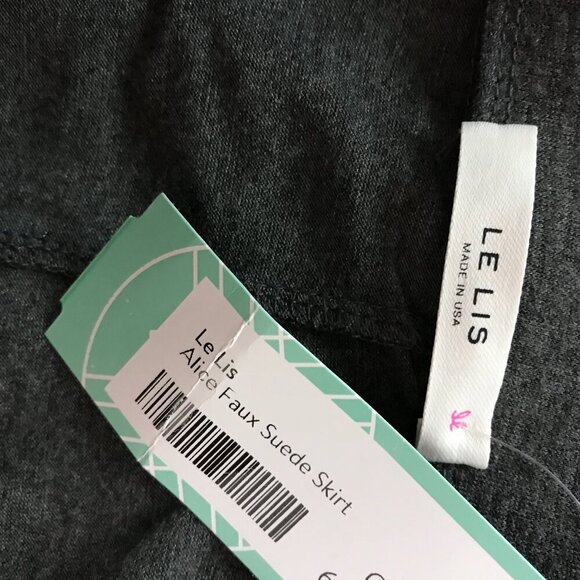 LE LIS
MADE IN USA
Le Lis
Alice Faux Suede Skirt